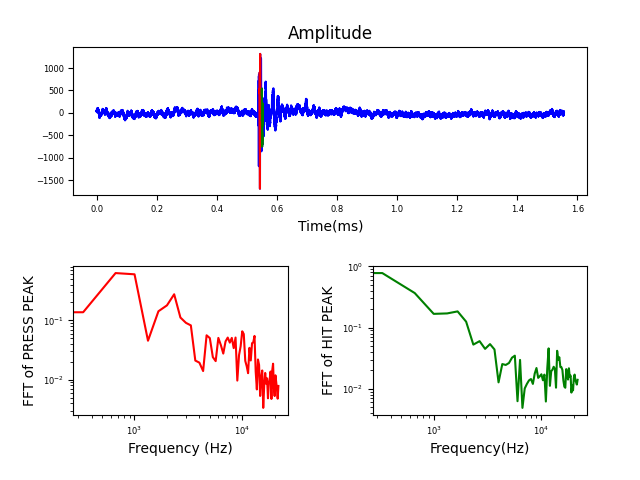 Amplitude
1000
500
0
−500
−1000
−1500
0.0 0.2 0.4 0.6 0.8 1.0 1.2 1.4 1.6
Time(ms)
FFT of PRESS PEAK
10⁻¹
10⁻²
10³ 10⁴
Frequency (Hz)
FFT of HIT PEAK
10⁰
10⁻¹
10⁻²
10³ 10⁴
Frequency(Hz)